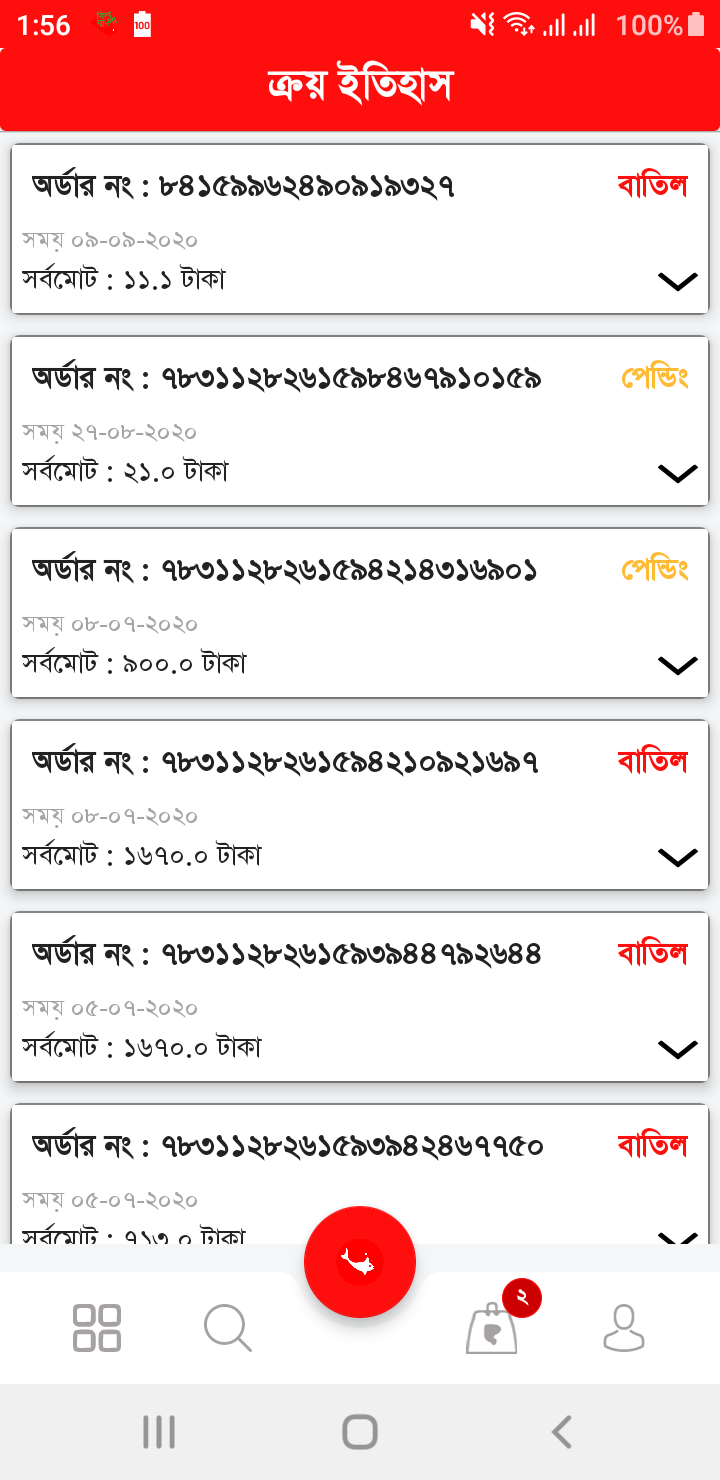 1:56
100
100%
ক্রয় ইতিহাস
অর্ডার নং : ৮৪১৫৯৯৬২৪৯০৯১৯৩২৭ বাতিল
সময় ০৯-০৯-২০২০
সর্বমোট : ১১.১ টাকা
অর্ডার নং : ৭৮৩১১২৮২৬১৫৯৮৪৬৭৯১০১৫৯ পেন্ডিং
সময় ২৭-০৮-২০২০
সর্বমোট : ২১.০ টাকা
অর্ডার নং : ৭৮৩১১২৮২৬১৫৯৪২১৪৩১৬৯০১ পেন্ডিং
সময় ০৮-০৭-২০২০
সর্বমোট : ৯০০.০ টাকা
অর্ডার নং : ৭৮৩১১২৮২৬১৫৯৪২১০৯২১৬৯৭ বাতিল
সময় ০৮-০৭-২০২০
সর্বমোট : ১৬৭০.০ টাকা
অর্ডার নং : ৭৮৩১১২৮২৬১৫৯৩৯৪৪৭৯২৬৪৪ বাতিল
সময় ০৫-০৭-২০২০
সর্বমোট : ১৬৭০.০ টাকা
অর্ডার নং : ৭৮৩১১২৮২৬১৫৯৩৯৪২৪৬৭৭৫০ বাতিল
সময় ০৫-০৭-২০২০
সর্বমোট : ৭১৩.০ টাকা
২